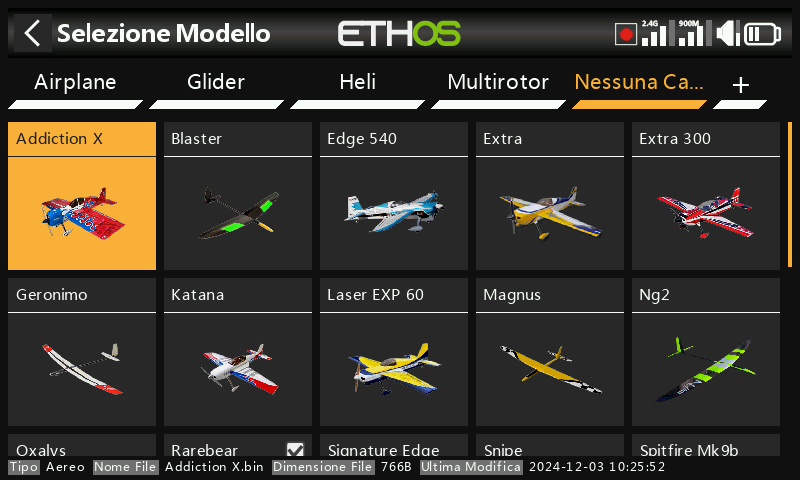 Selezione Modello
ETHOS
2.4G
900M
Airplane
Glider
Heli
Multirotor
Nessuna Ca...
+
Addiction X
Blaster
Edge 540
Extra
Extra 300
Geronimo
Katana
Laser EXP 60
Magnus
Ng2
Oxalys
Rarebear
Signature Edge
Snipe
Spitfire Mk9b
Tipo Aereo Nome File Addiction X.bin Dimensione File 766B Ultima Modifica 2024-12-03 10:25:52